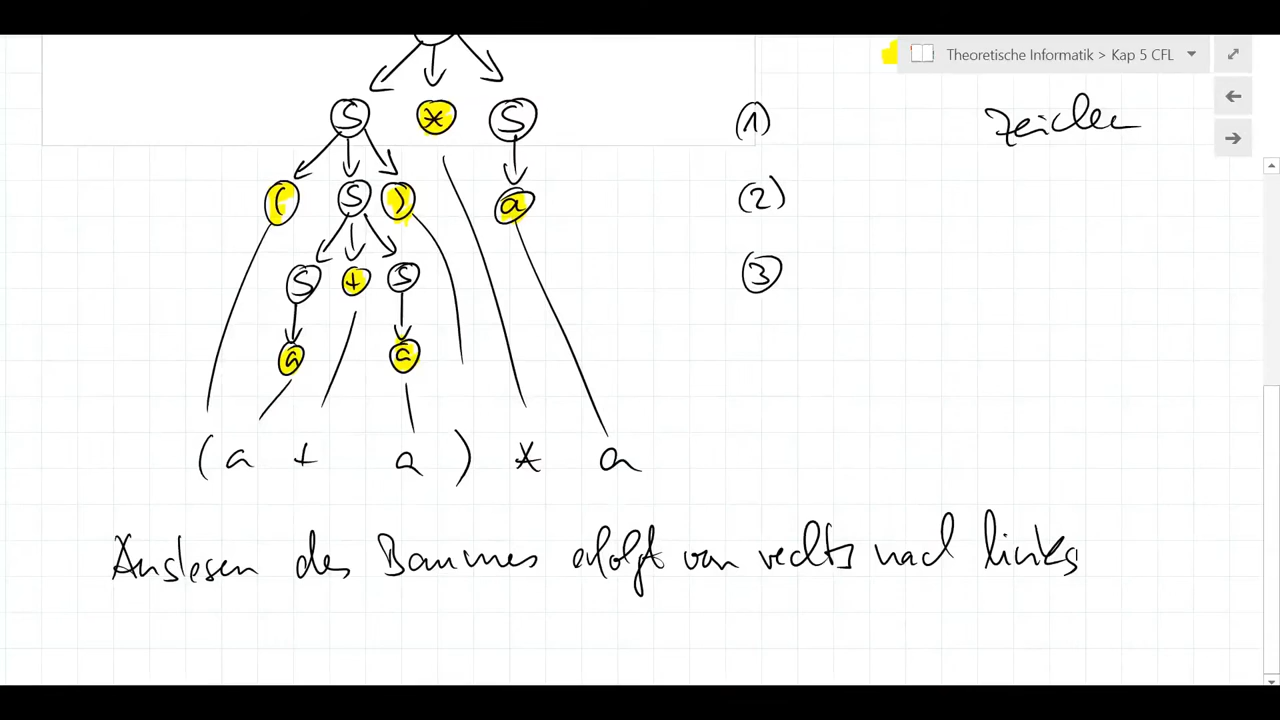 Theoretische Informatik > Kap 5 CFL
S * S
(1) Zeichen
( S ) a
(2)
S + S
(3)
a a
( a + a ) * a
Auslesen des Baumes erfolgt von rechts nach links